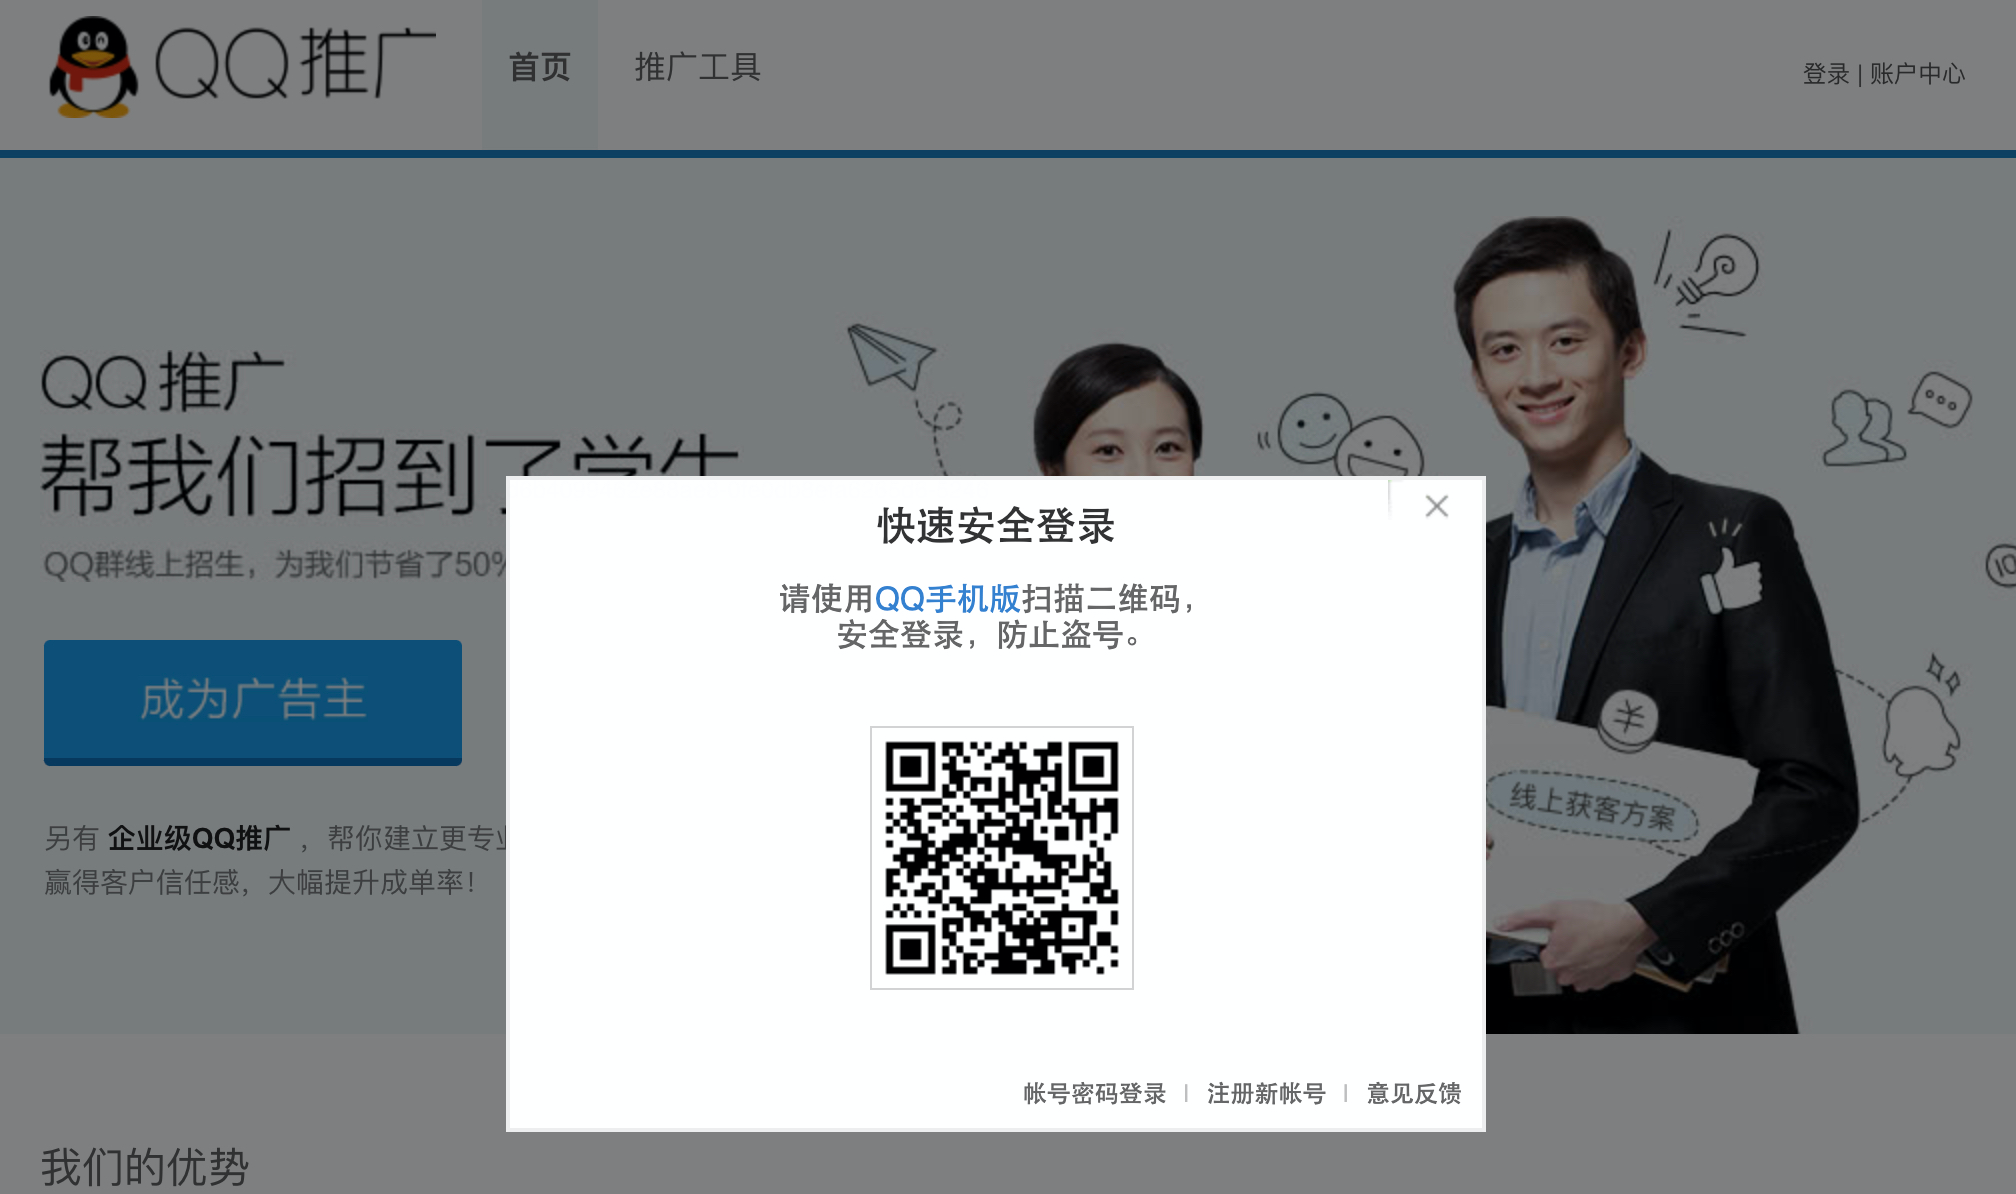 QQ推广
首页
推广工具
登录 | 账户中心
QQ推广
帮我们招到了学生
QQ群线上招生，为我们节省了50%
成为广告主
另有 企业级QQ推广 ，帮你建立更专业
赢得客户信任感，大幅提升成单率！
线上获客方案
快速安全登录
请使用QQ手机版扫描二维码，
安全登录，防止盗号。
帐号密码登录 | 注册新帐号 | 意见反馈
我们的优势